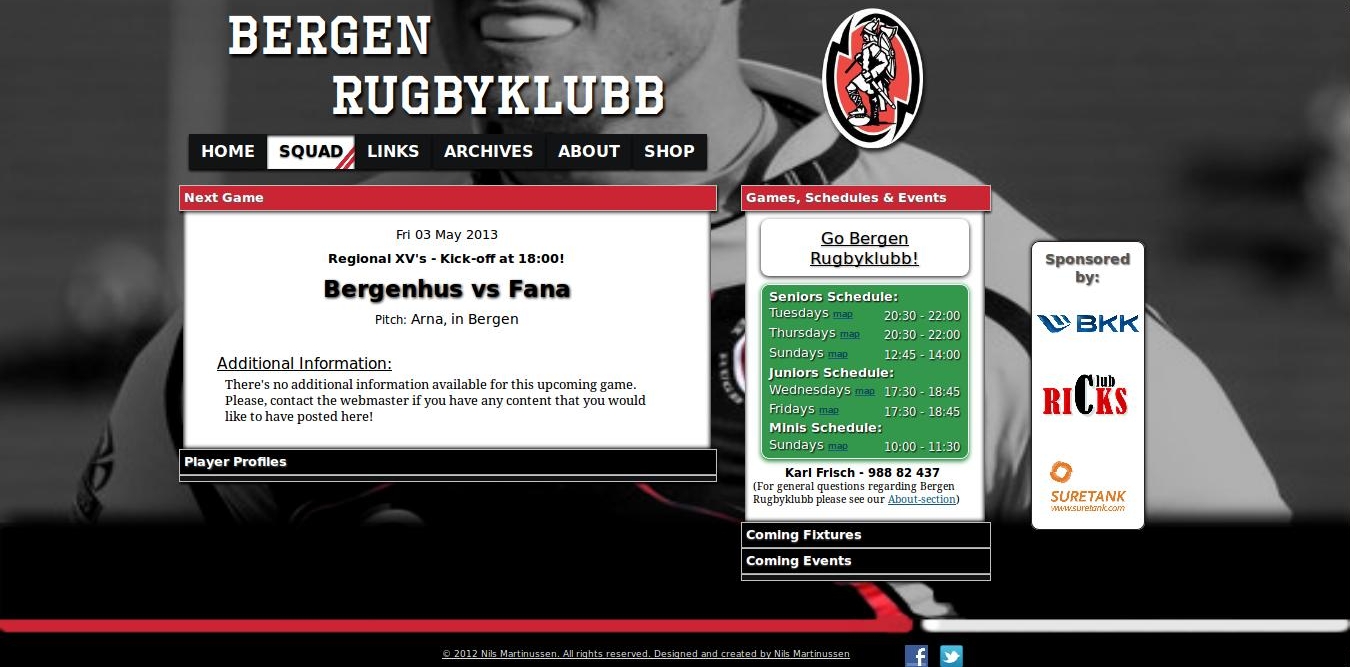 BERGEN
RUGBYKLUBB
HOME SQUAD LINKS ARCHIVES ABOUT SHOP
Next Game
Fri 03 May 2013
Regional XV's - Kick-off at 18:00!
Bergenhus vs Fana
Pitch: Arna, in Bergen
Additional Information:
There's no additional information available for this upcoming game.
Please, contact the webmaster if you have any content that you would
like to have posted here!
Player Profiles
Games, Schedules & Events
Go Bergen
Rugbyklubb!
Seniors Schedule:
Tuesdays map 20:30 - 22:00
Thursdays map 20:30 - 22:00
Sundays map 12:45 - 14:00
Juniors Schedule:
Wednesdays map 17:30 - 18:45
Fridays map 17:30 - 18:45
Minis Schedule:
Sundays map 10:00 - 11:30
Karl Frisch - 988 82 437
(For general questions regarding Bergen
Rugbyklubb please see our About-section)
Coming Fixtures
Coming Events
Sponsored
by:
BKK
RICKS
lub
SURETANK
www.suretank.com
© 2012 Nils Martinussen. All rights reserved. Designed and created by Nils Martinussen